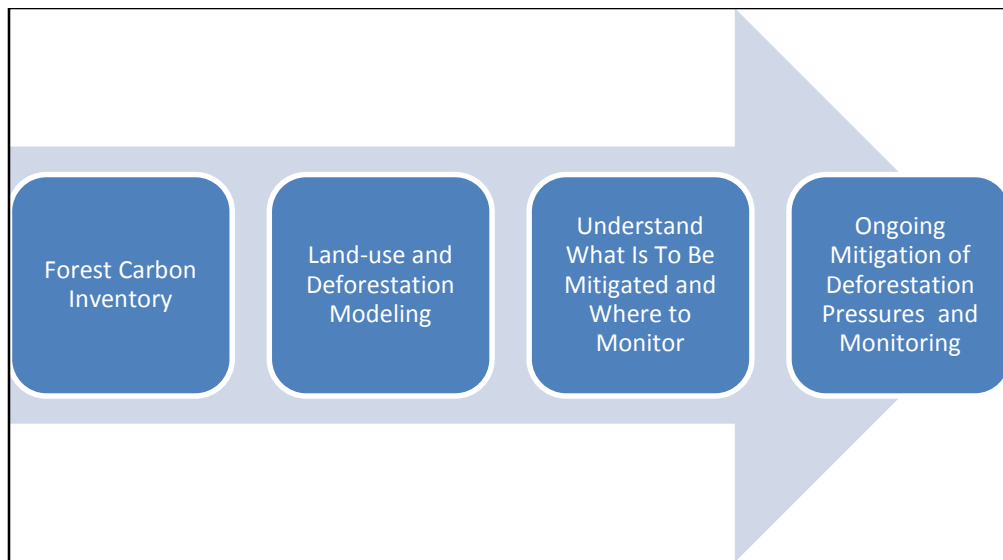 Forest Carbon
Inventory
Land-use and
Deforestation
Modeling
Understand
What Is To Be
Mitigated and
Where to
Monitor
Ongoing
Mitigation of
Deforestation
Pressures  and
Monitoring